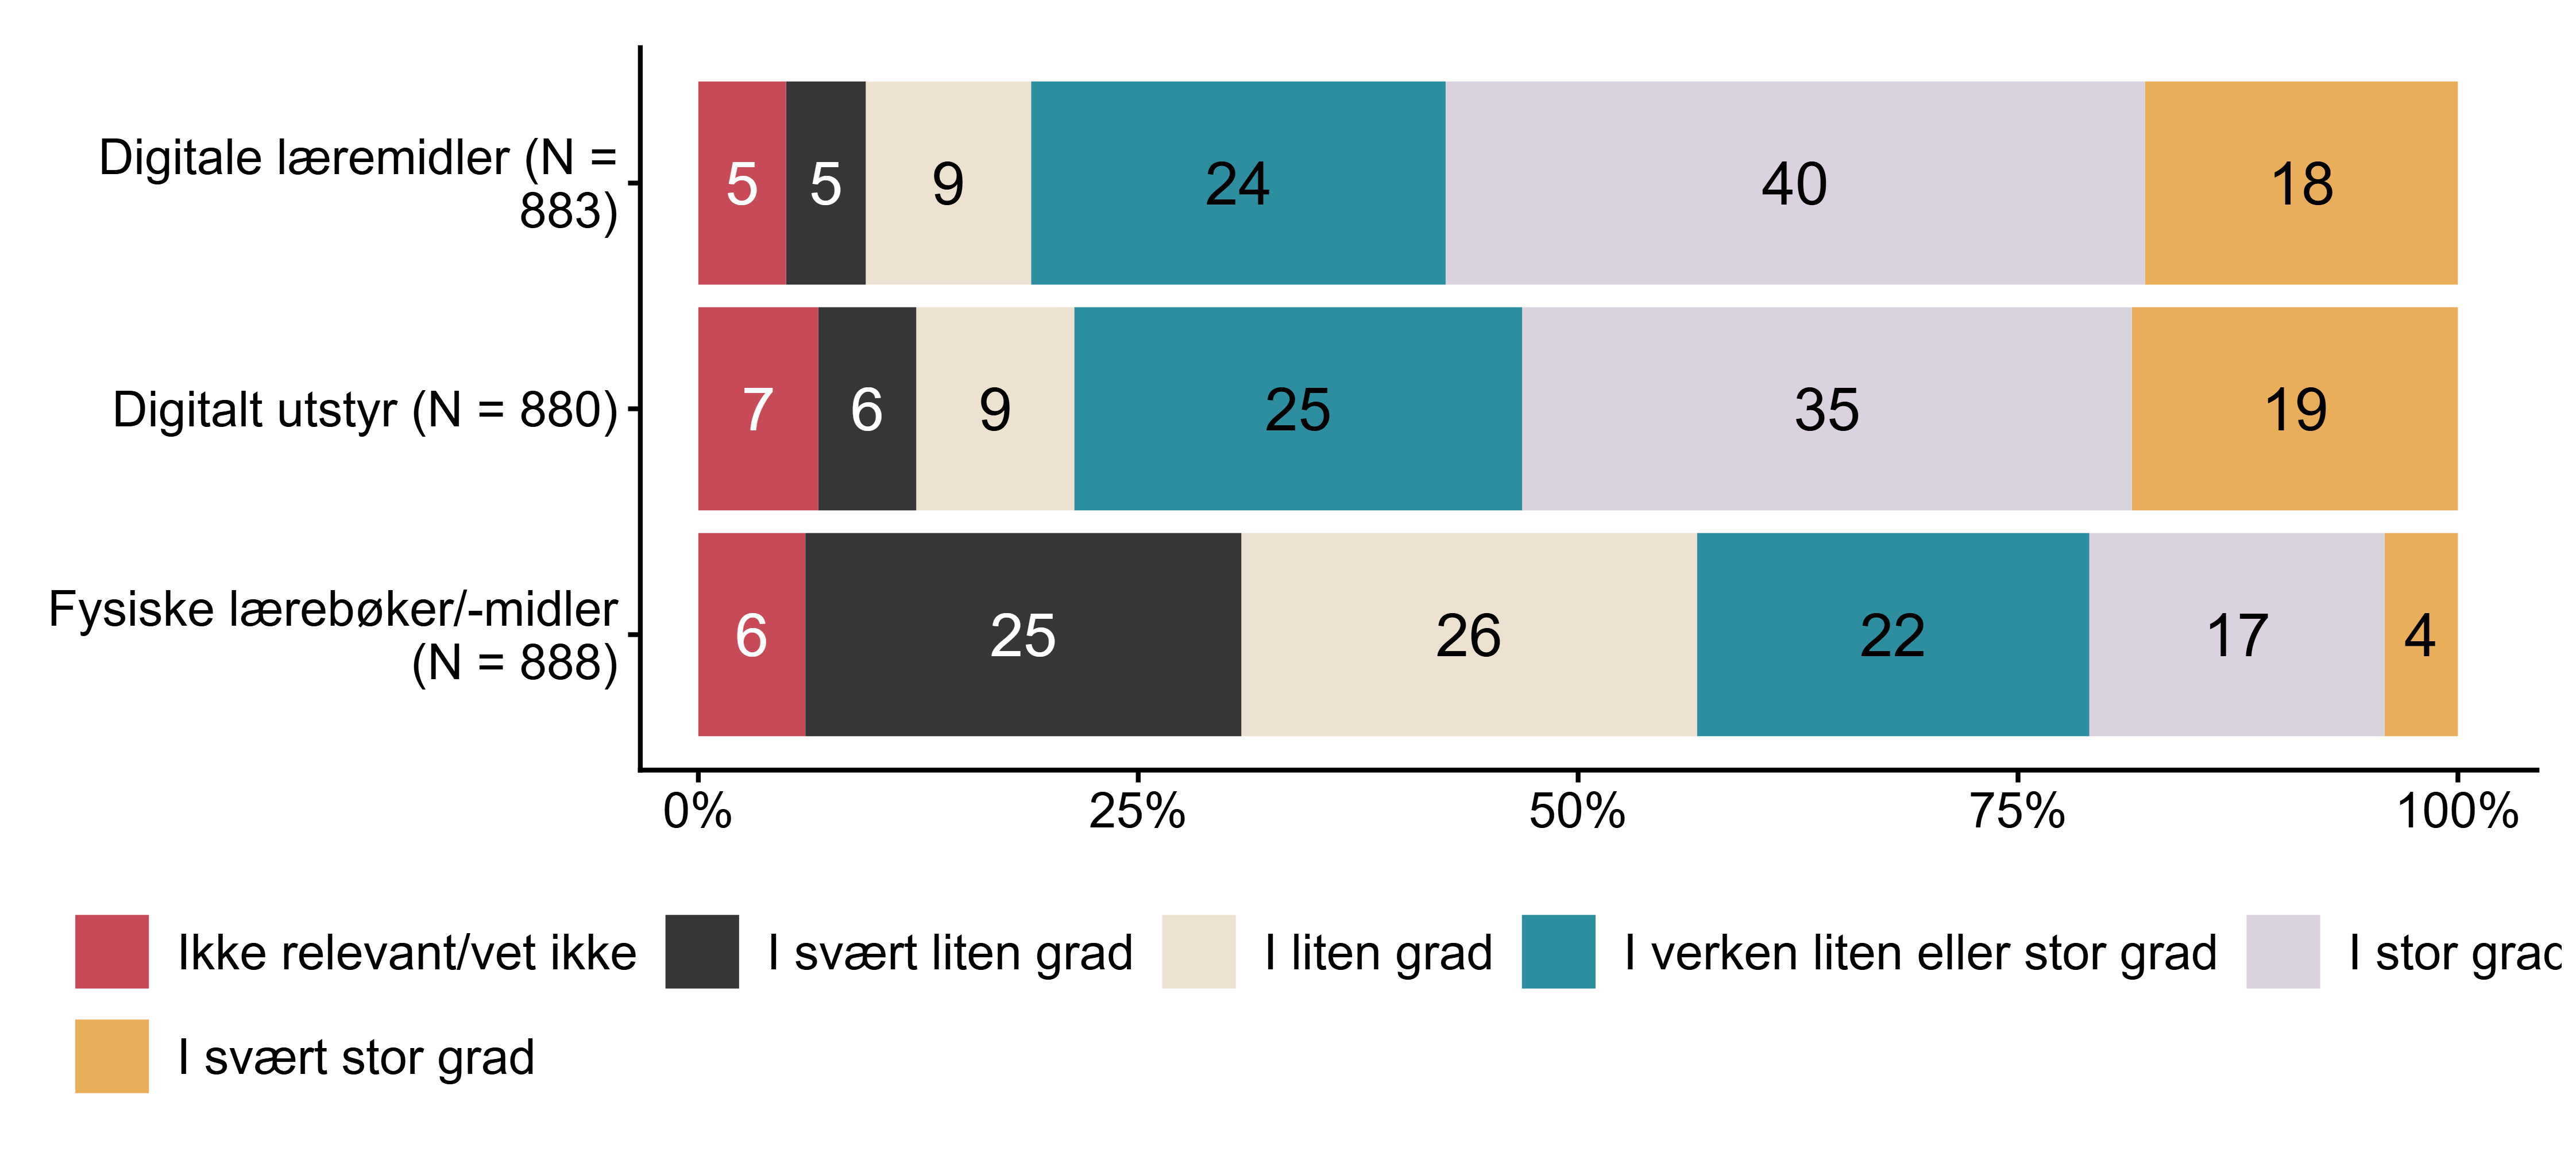 Digitale læremidler (N =
883)
5 5 9 24 40 18
Digitalt utstyr (N = 880)
7 6 9 25 35 19
Fysiske lærebøker/-midler
(N = 888)
6 25 26 22 17 4
0% 25% 50% 75% 100%
Ikke relevant/vet ikke I svært liten grad I liten grad I verken liten eller stor grad I stor grad
I svært stor grad